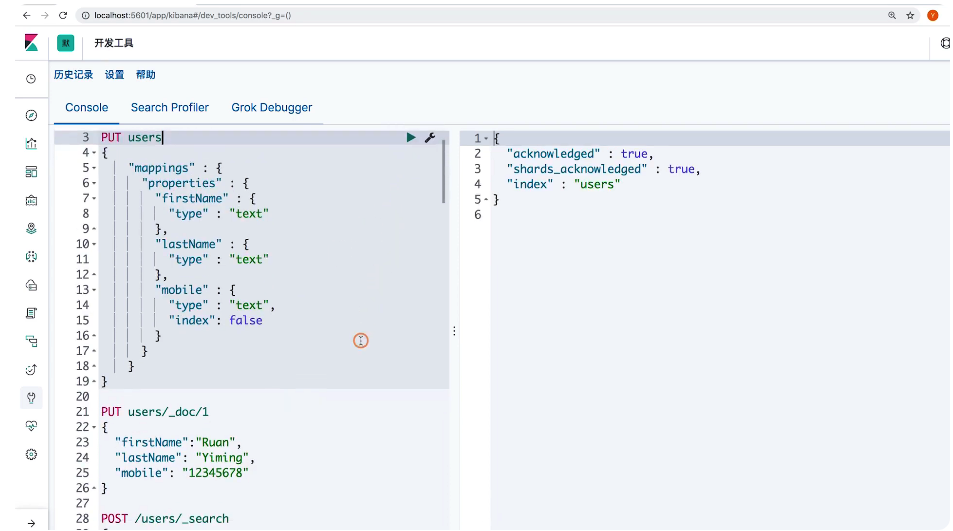 localhost:5601/app/kibana#/dev_tools/console?_g=()
Y
默
开发工具
历史记录 设置 帮助
Console Search Profiler Grok Debugger
3 PUT users
4 {
5 "mappings" : {
6 "properties" : {
7 "firstName" : {
8 "type" : "text"
9 },
10 "lastName" : {
11 "type" : "text"
12 },
13 "mobile" : {
14 "type" : "text",
15 "index": false
16 }
17 }
18 }
19 }
20
21 PUT users/_doc/1
22 {
23 "firstName":"Ruan",
24 "lastName": "Yiming",
25 "mobile": "12345678"
26 }
27
28 POST /users/_search
1 {
2 "acknowledged" : true,
3 "shards_acknowledged" : true,
4 "index" : "users"
5 }
6